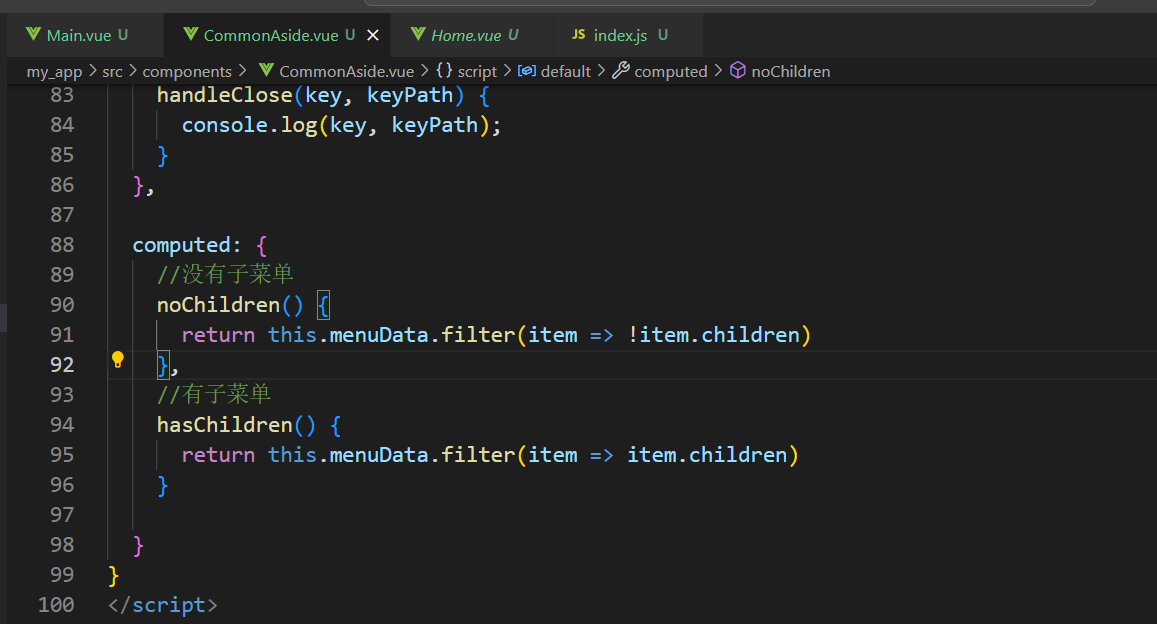 Main.vue U
CommonAside.vue U
Home.vue U
JS index.js U
my_app > src > components > CommonAside.vue > {} script > default > computed > noChildren
83 handleClose(key, keyPath) {
84 console.log(key, keyPath);
85 }
86 },
87
88 computed: {
89 //没有子菜单
90 noChildren() {
91 return this.menuData.filter(item => !item.children)
92 },
93 //有子菜单
94 hasChildren() {
95 return this.menuData.filter(item => item.children)
96 }
97
98 }
99 }
100 </script>